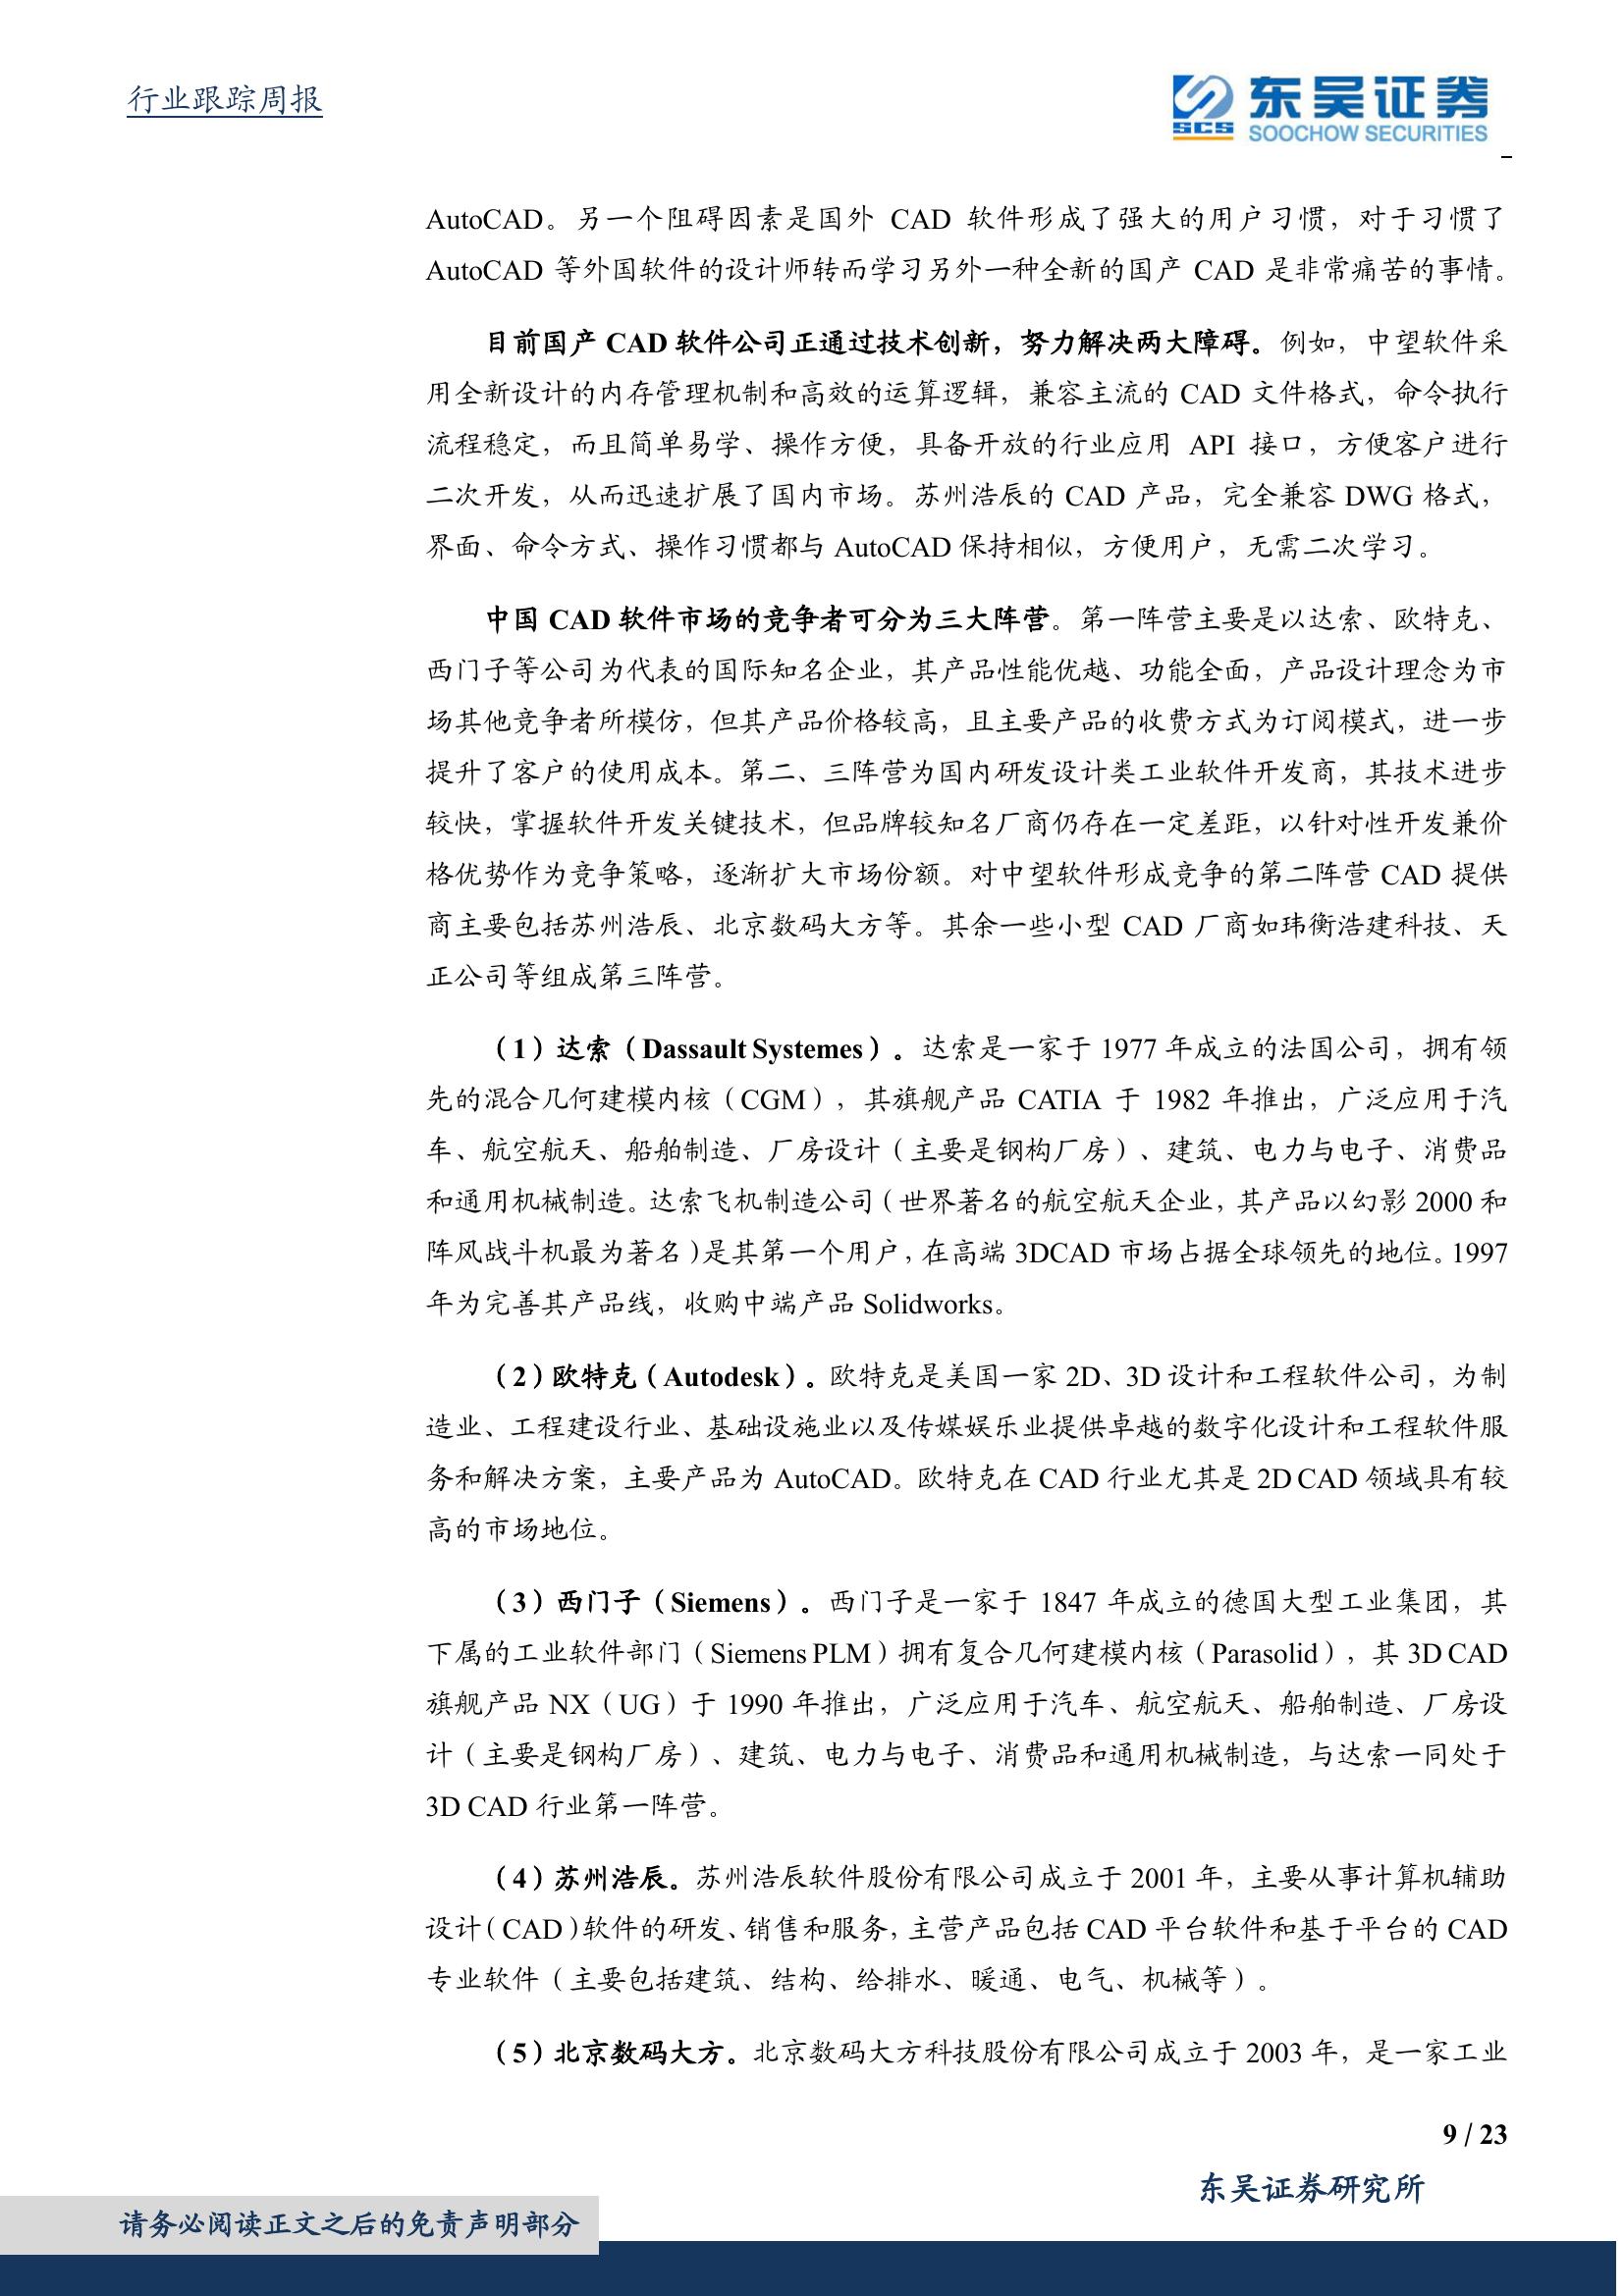 行业跟踪周报
东吴证券
SCS
SOOCHOW SECURITIES
AutoCAD。另一个阻碍因素是国外 CAD 软件形成了强大的用户习惯，对于习惯了
AutoCAD 等外国软件的设计师转而学习另外一种全新的国产 CAD 是非常痛苦的事情。
目前国产 CAD 软件公司正通过技术创新，努力解决两大障碍。例如，中望软件采
用全新设计的内存管理机制和高效的运算逻辑，兼容主流的 CAD 文件格式，命令执行
流程稳定，而且简单易学、操作方便，具备开放的行业应用 API 接口，方便客户进行
二次开发，从而迅速扩展了国内市场。苏州浩辰的 CAD 产品，完全兼容 DWG 格式，
界面、命令方式、操作习惯都与 AutoCAD 保持相似，方便用户，无需二次学习。
中国 CAD 软件市场的竞争者可分为三大阵营。第一阵营主要是以达索、欧特克、
西门子等公司为代表的国际知名企业，其产品性能优越、功能全面，产品设计理念为市
场其他竞争者所模仿，但其产品价格较高，且主要产品的收费方式为订阅模式，进一步
提升了客户的使用成本。第二、三阵营为国内研发设计类工业软件开发商，其技术进步
较快，掌握软件开发关键技术，但品牌较知名厂商仍存在一定差距，以针对性开发兼价
格优势作为竞争策略，逐渐扩大市场份额。对中望软件形成竞争的第二阵营 CAD 提供
商主要包括苏州浩辰、北京数码大方等。其余一些小型 CAD 厂商如玮衡浩建科技、天
正公司等组成第三阵营。
（1）达索（Dassault Systemes）。达索是一家于 1977 年成立的法国公司，拥有领
先的混合几何建模内核（CGM），其旗舰产品 CATIA 于 1982 年推出，广泛应用于汽
车、航空航天、船舶制造、厂房设计（主要是钢构厂房）、建筑、电力与电子、消费品
和通用机械制造。达索飞机制造公司（世界著名的航空航天企业，其产品以幻影 2000 和
阵风战斗机最为著名）是其第一个用户，在高端 3DCAD 市场占据全球领先的地位。1997
年为完善其产品线，收购中端产品 Solidworks。
（2）欧特克（Autodesk）。欧特克是美国一家 2D、3D 设计和工程软件公司，为制
造业、工程建设行业、基础设施业以及传媒娱乐业提供卓越的数字化设计和工程软件服
务和解决方案，主要产品为 AutoCAD。欧特克在 CAD 行业尤其是 2D CAD 领域具有较
高的市场地位。
（3）西门子（Siemens）。西门子是一家于 1847 年成立的德国大型工业集团，其
下属的工业软件部门（Siemens PLM）拥有复合几何建模内核（Parasolid），其 3D CAD
旗舰产品 NX（UG）于 1990 年推出，广泛应用于汽车、航空航天、船舶制造、厂房设
计（主要是钢构厂房）、建筑、电力与电子、消费品和通用机械制造，与达索一同处于
3D CAD 行业第一阵营。
（4）苏州浩辰。苏州浩辰软件股份有限公司成立于 2001 年，主要从事计算机辅助
设计（CAD）软件的研发、销售和服务，主营产品包括 CAD 平台软件和基于平台的 CAD
专业软件（主要包括建筑、结构、给排水、暖通、电气、机械等）。
（5）北京数码大方。北京数码大方科技股份有限公司成立于 2003 年，是一家工业
9 / 23
东吴证券研究所
请务必阅读正文之后的免责声明部分